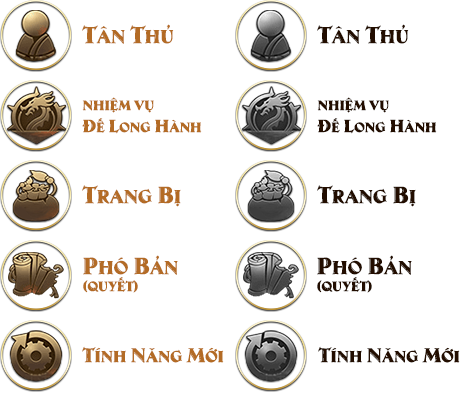 Tân Thủ
Tân Thủ
nhiệm vụ
Đế Long Hành
nhiệm vụ
Đế Long Hành
Trang Bị
Trang Bị
Phó Bản
(quyết)
Phó Bản
(quyết)
Tính Năng Mới
Tính Năng Mới